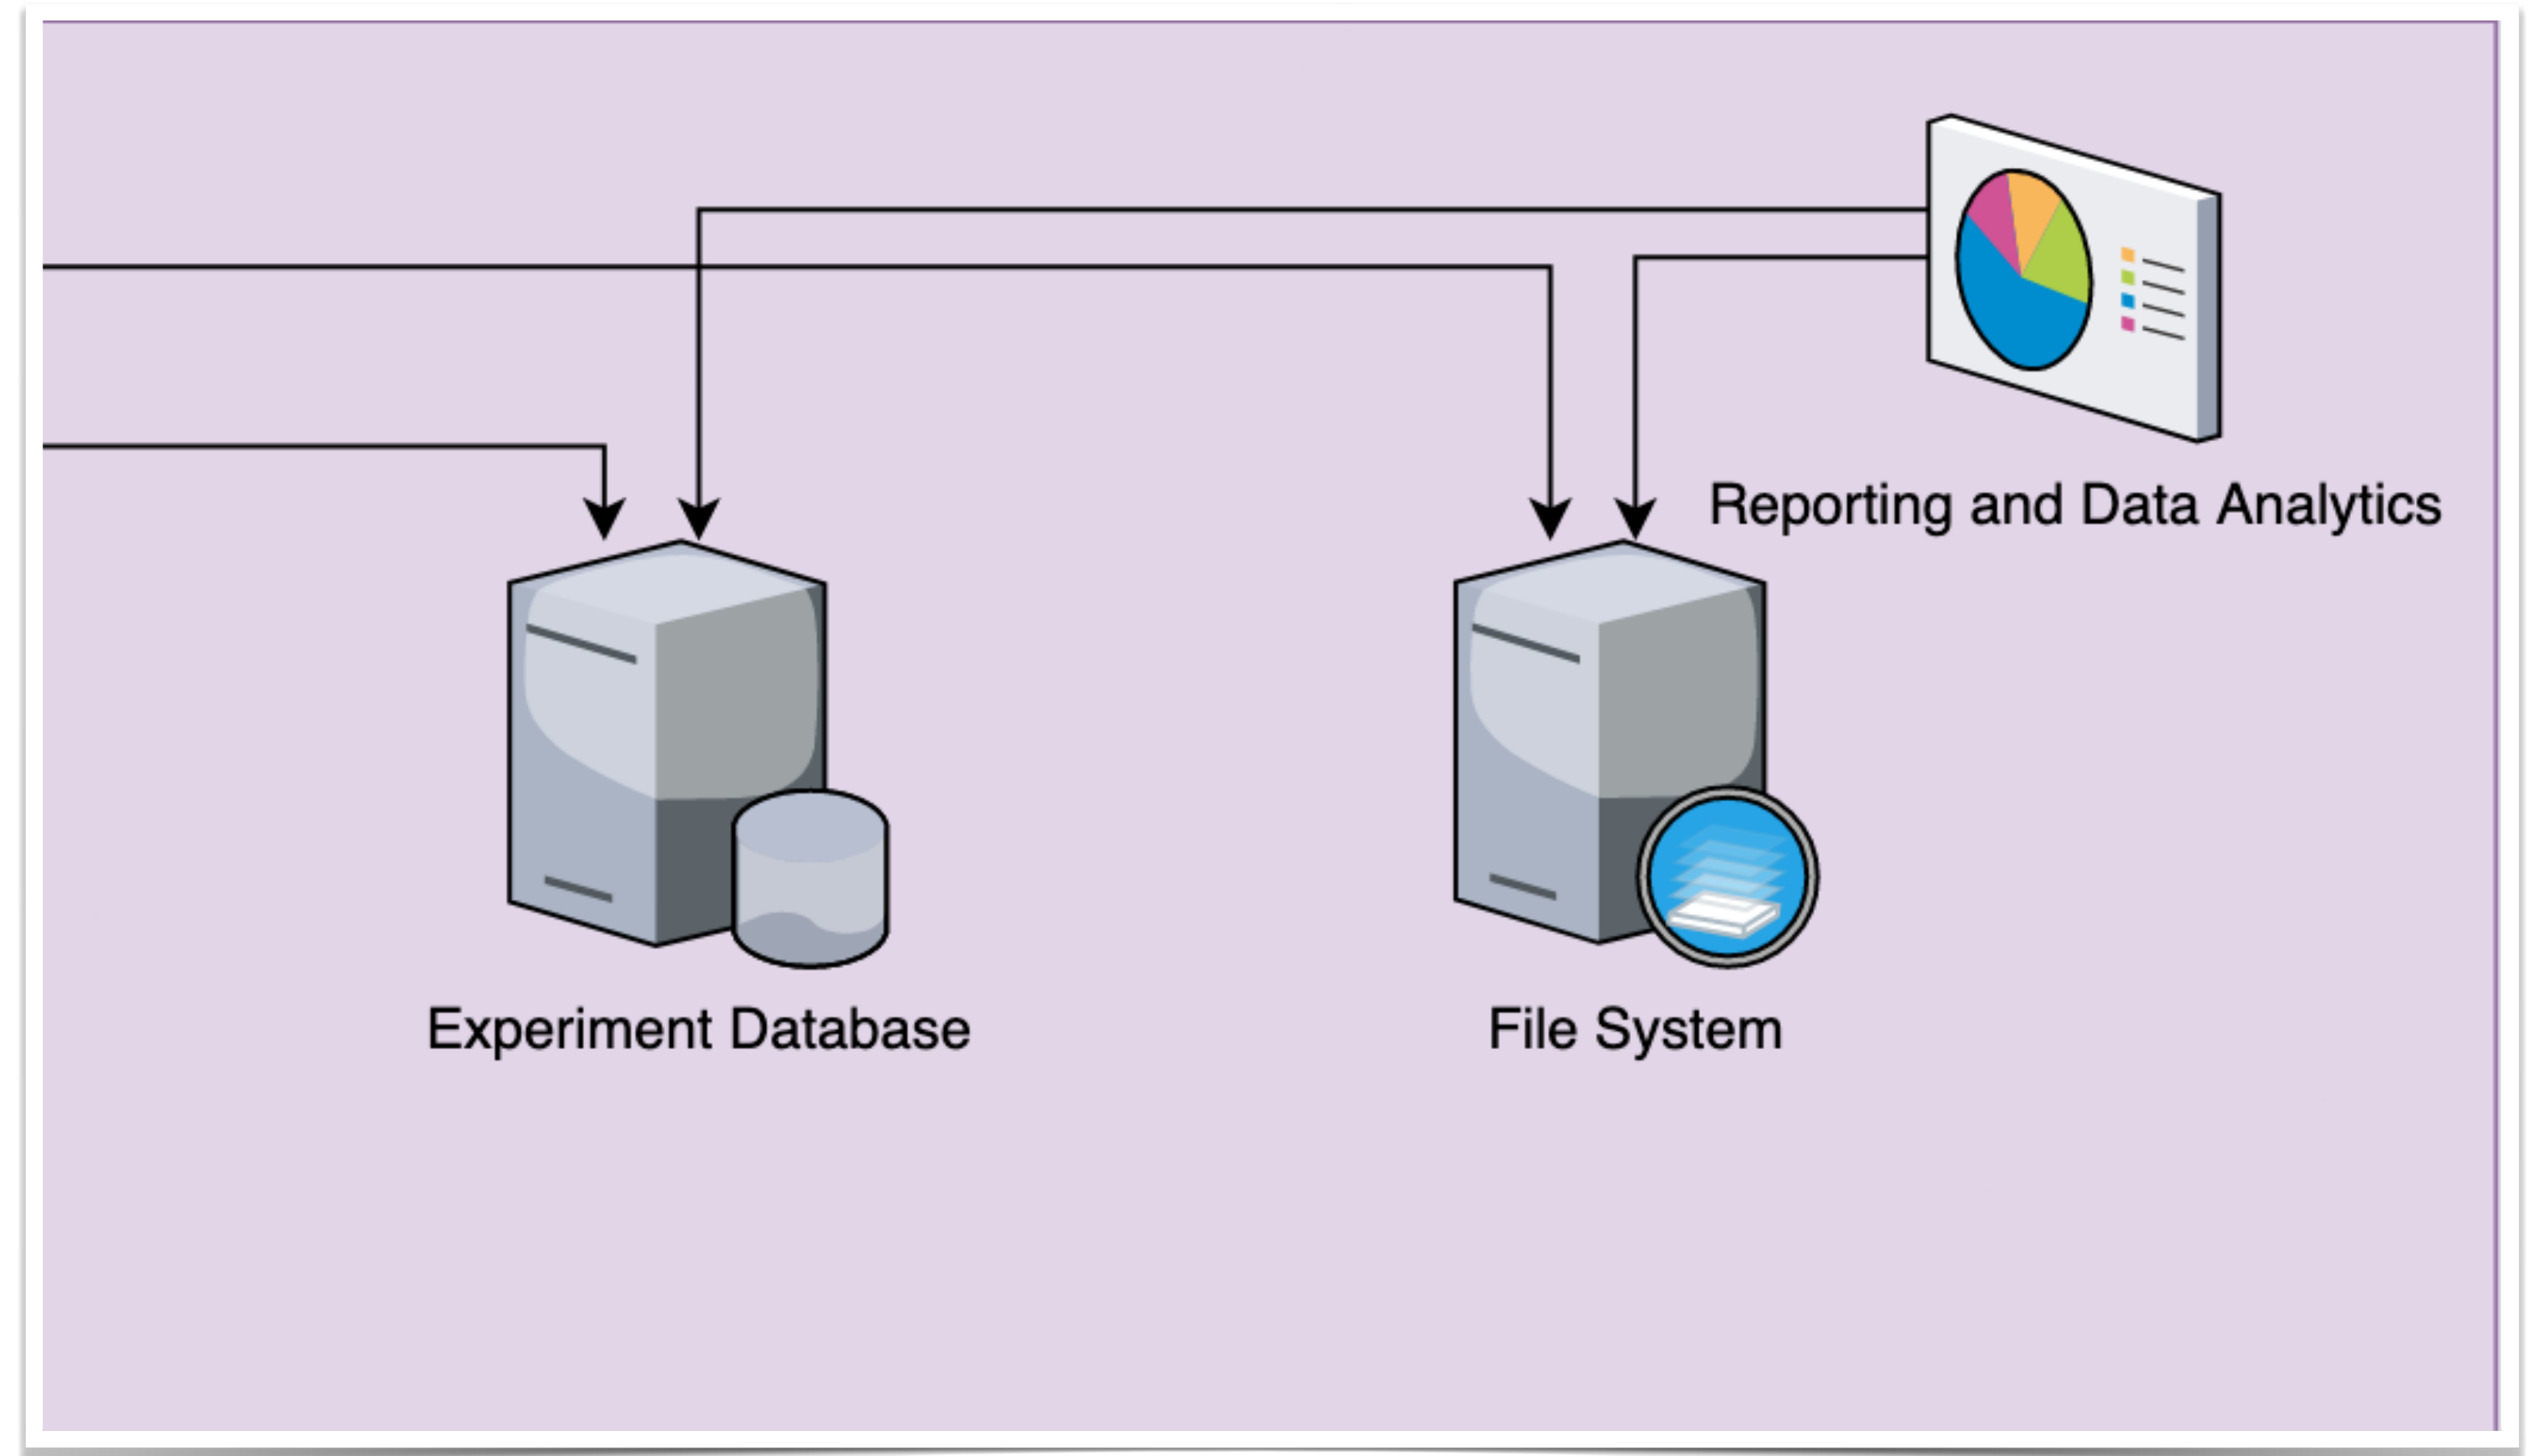 Reporting and Data Analytics
Experiment Database
File System